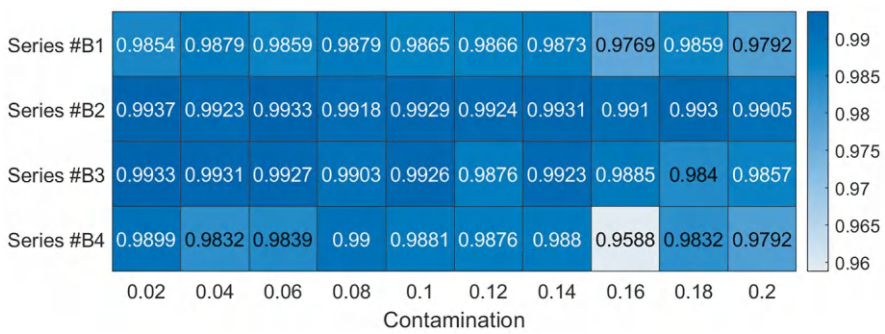 Series #B1 0.9854 0.9879 0.9859 0.9879 0.9865 0.9866 0.9873 0.9769 0.9859 0.9792
Series #B2 0.9937 0.9923 0.9933 0.9918 0.9929 0.9924 0.9931 0.991 0.993 0.9905
Series #B3 0.9933 0.9931 0.9927 0.9903 0.9926 0.9876 0.9923 0.9885 0.984 0.9857
Series #B4 0.9899 0.9832 0.9839 0.99 0.9881 0.9876 0.988 0.9588 0.9832 0.9792
0.02 0.04 0.06 0.08 0.1 0.12 0.14 0.16 0.18 0.2
Contamination
0.99
0.985
0.98
0.975
0.97
0.965
0.96